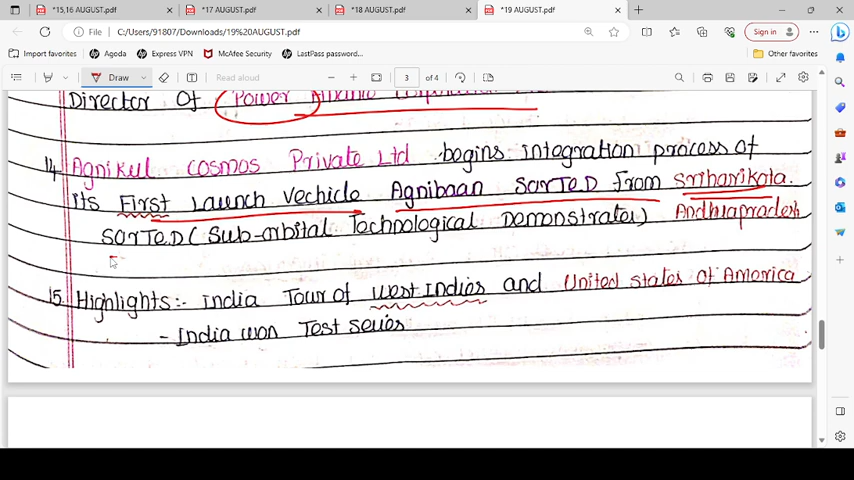 *15,16 AUGUST.pdf
*17 AUGUST.pdf
*18 AUGUST.pdf
*19 AUGUST.pdf
File
C:/Users/91807/Downloads/19%20AUGUST.pdf
Sign in
Import favorites
Agoda
Express VPN
McAfee Security
LastPass password...
Other favorites
Draw
Read aloud
3 of 4
Director Of Power
14. Agnikul cosmos Private Ltd begins integration process of
its First Launch Vechicle Agnibaan SorTeD from Sriharikota.
SorTeD (Sub-orbital Technological Demonstrator) Andhrapradesh
15. Highlights:- India Tour of West Indies and United states of America
- India won Test series